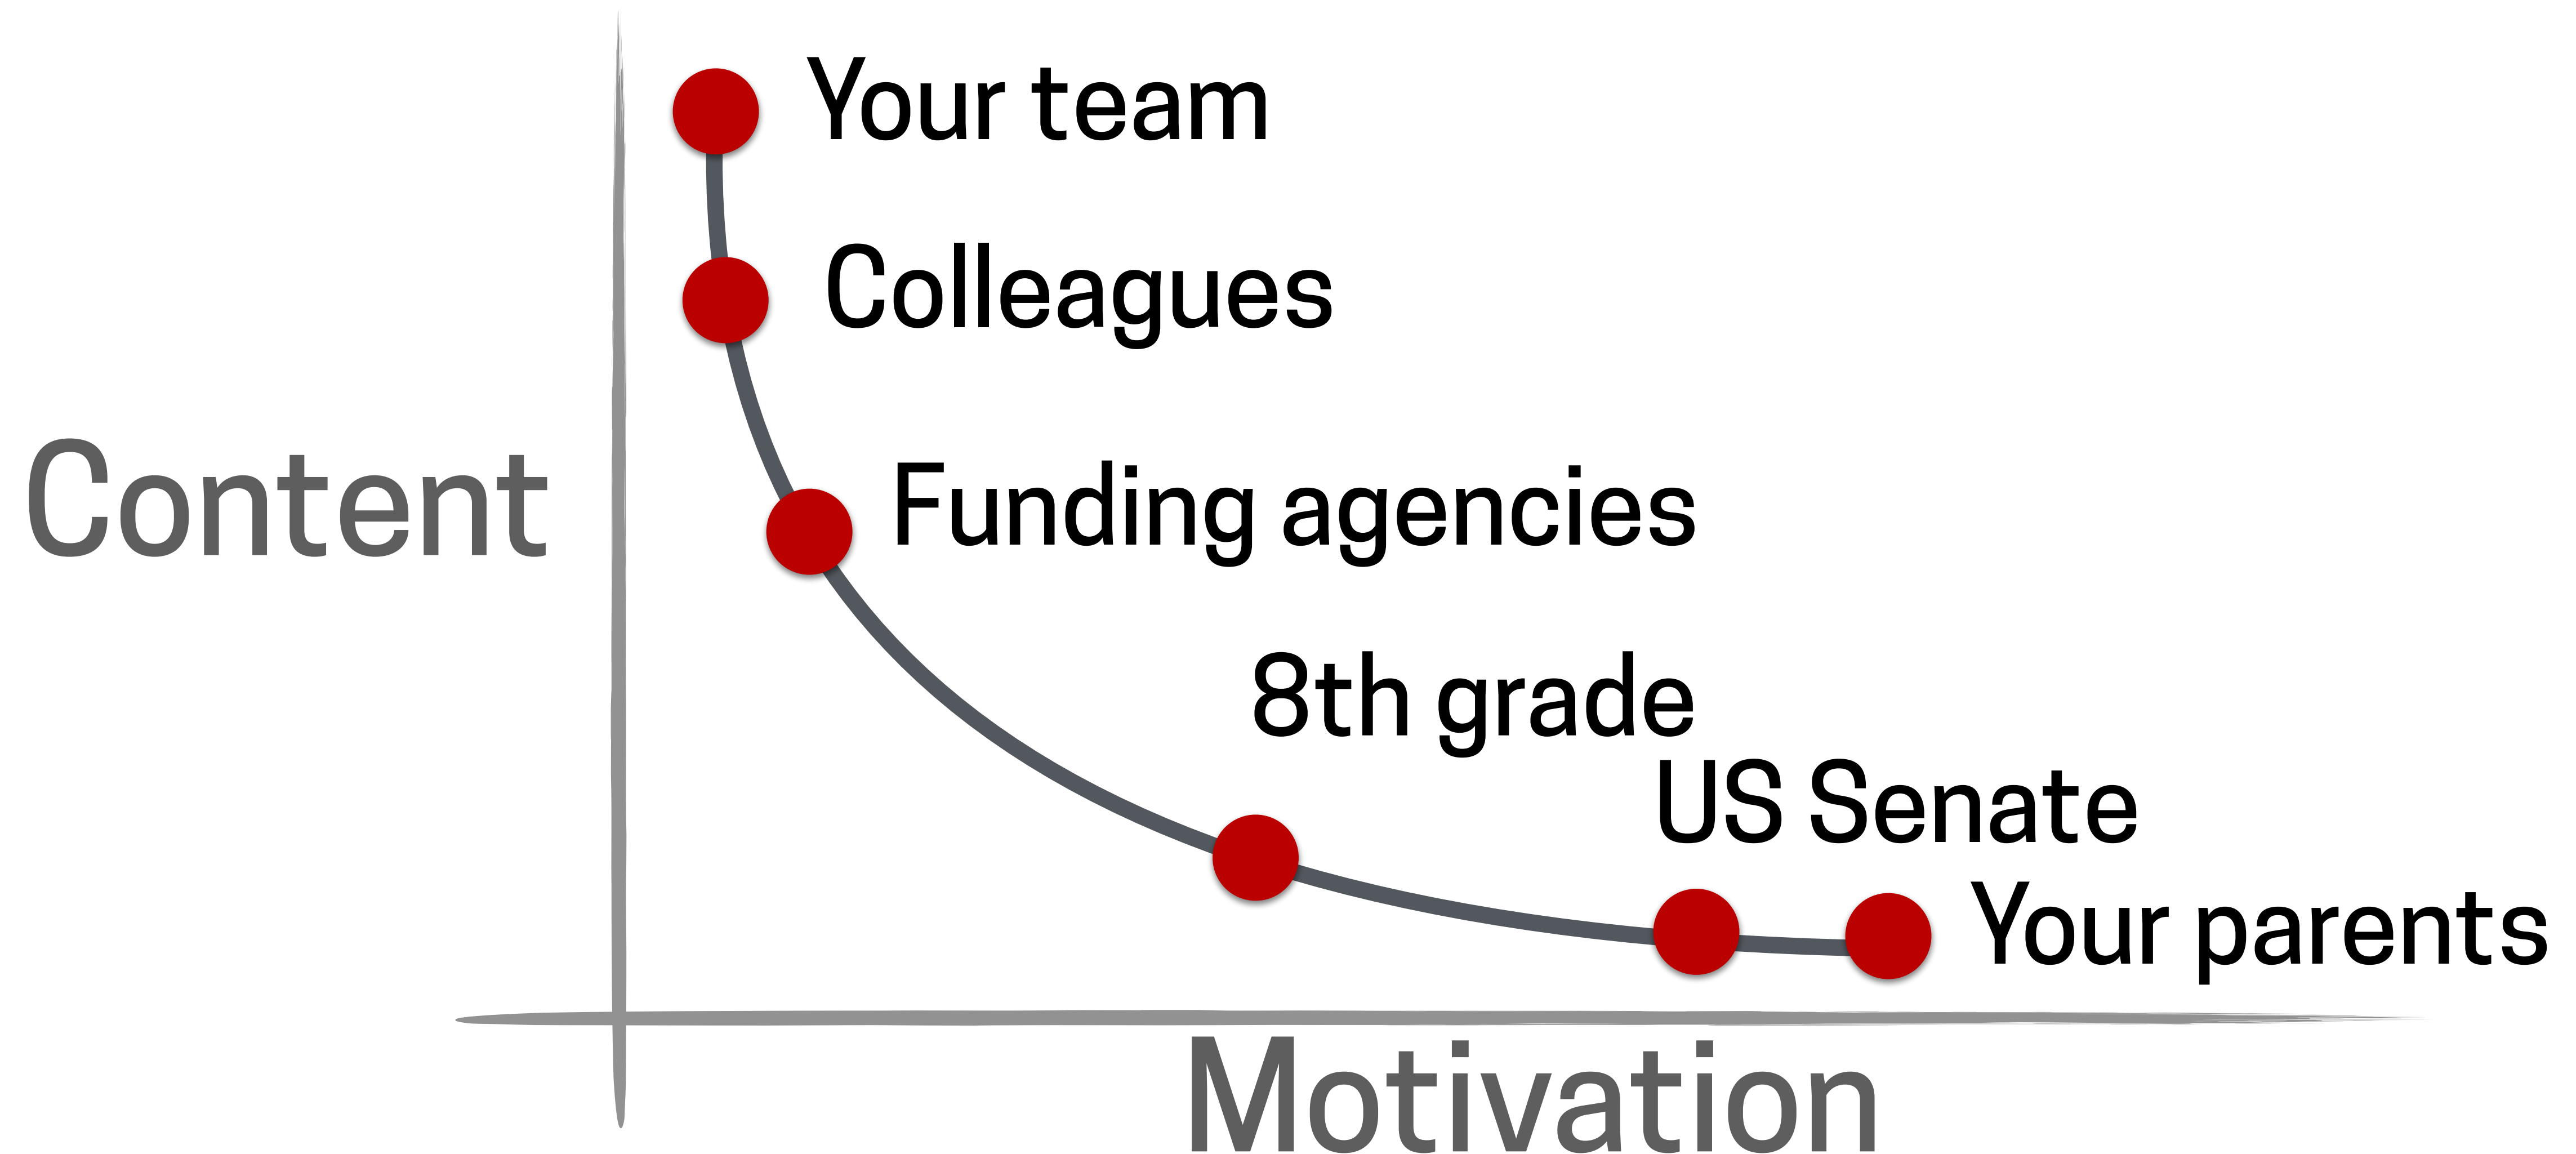 Your team
Colleagues
Content
Funding agencies
8th grade
US Senate
Your parents
Motivation